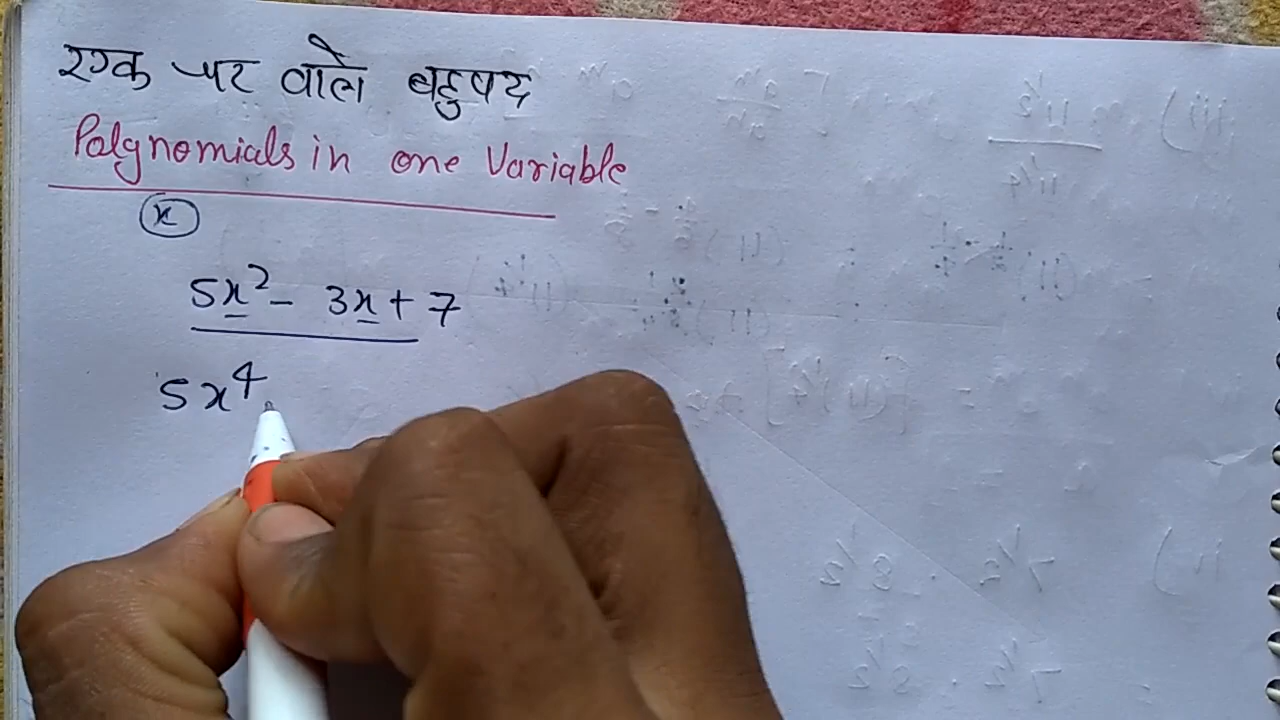 एक चर वाले बहुपद
Polynomials in one Variable
x
5x² - 3x + 7
5x⁴